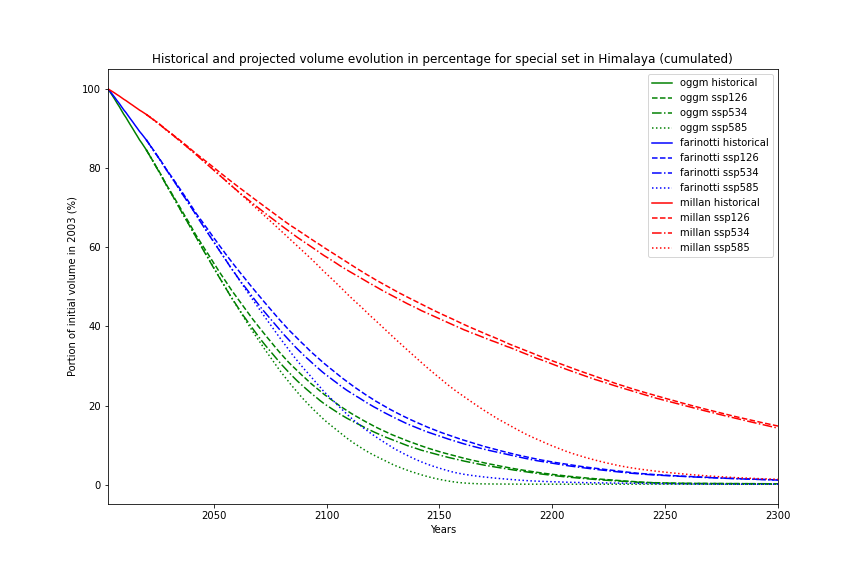 Historical and projected volume evolution in percentage for special set in Himalaya (cumulated)
Portion of initial volume in 2003 (%)
100
80
60
40
20
0
oggm historical
oggm ssp126
oggm ssp534
oggm ssp585
farinotti historical
farinotti ssp126
farinotti ssp534
farinotti ssp585
millan historical
millan ssp126
millan ssp534
millan ssp585
2050
2100
2150
2200
2250
2300
Years